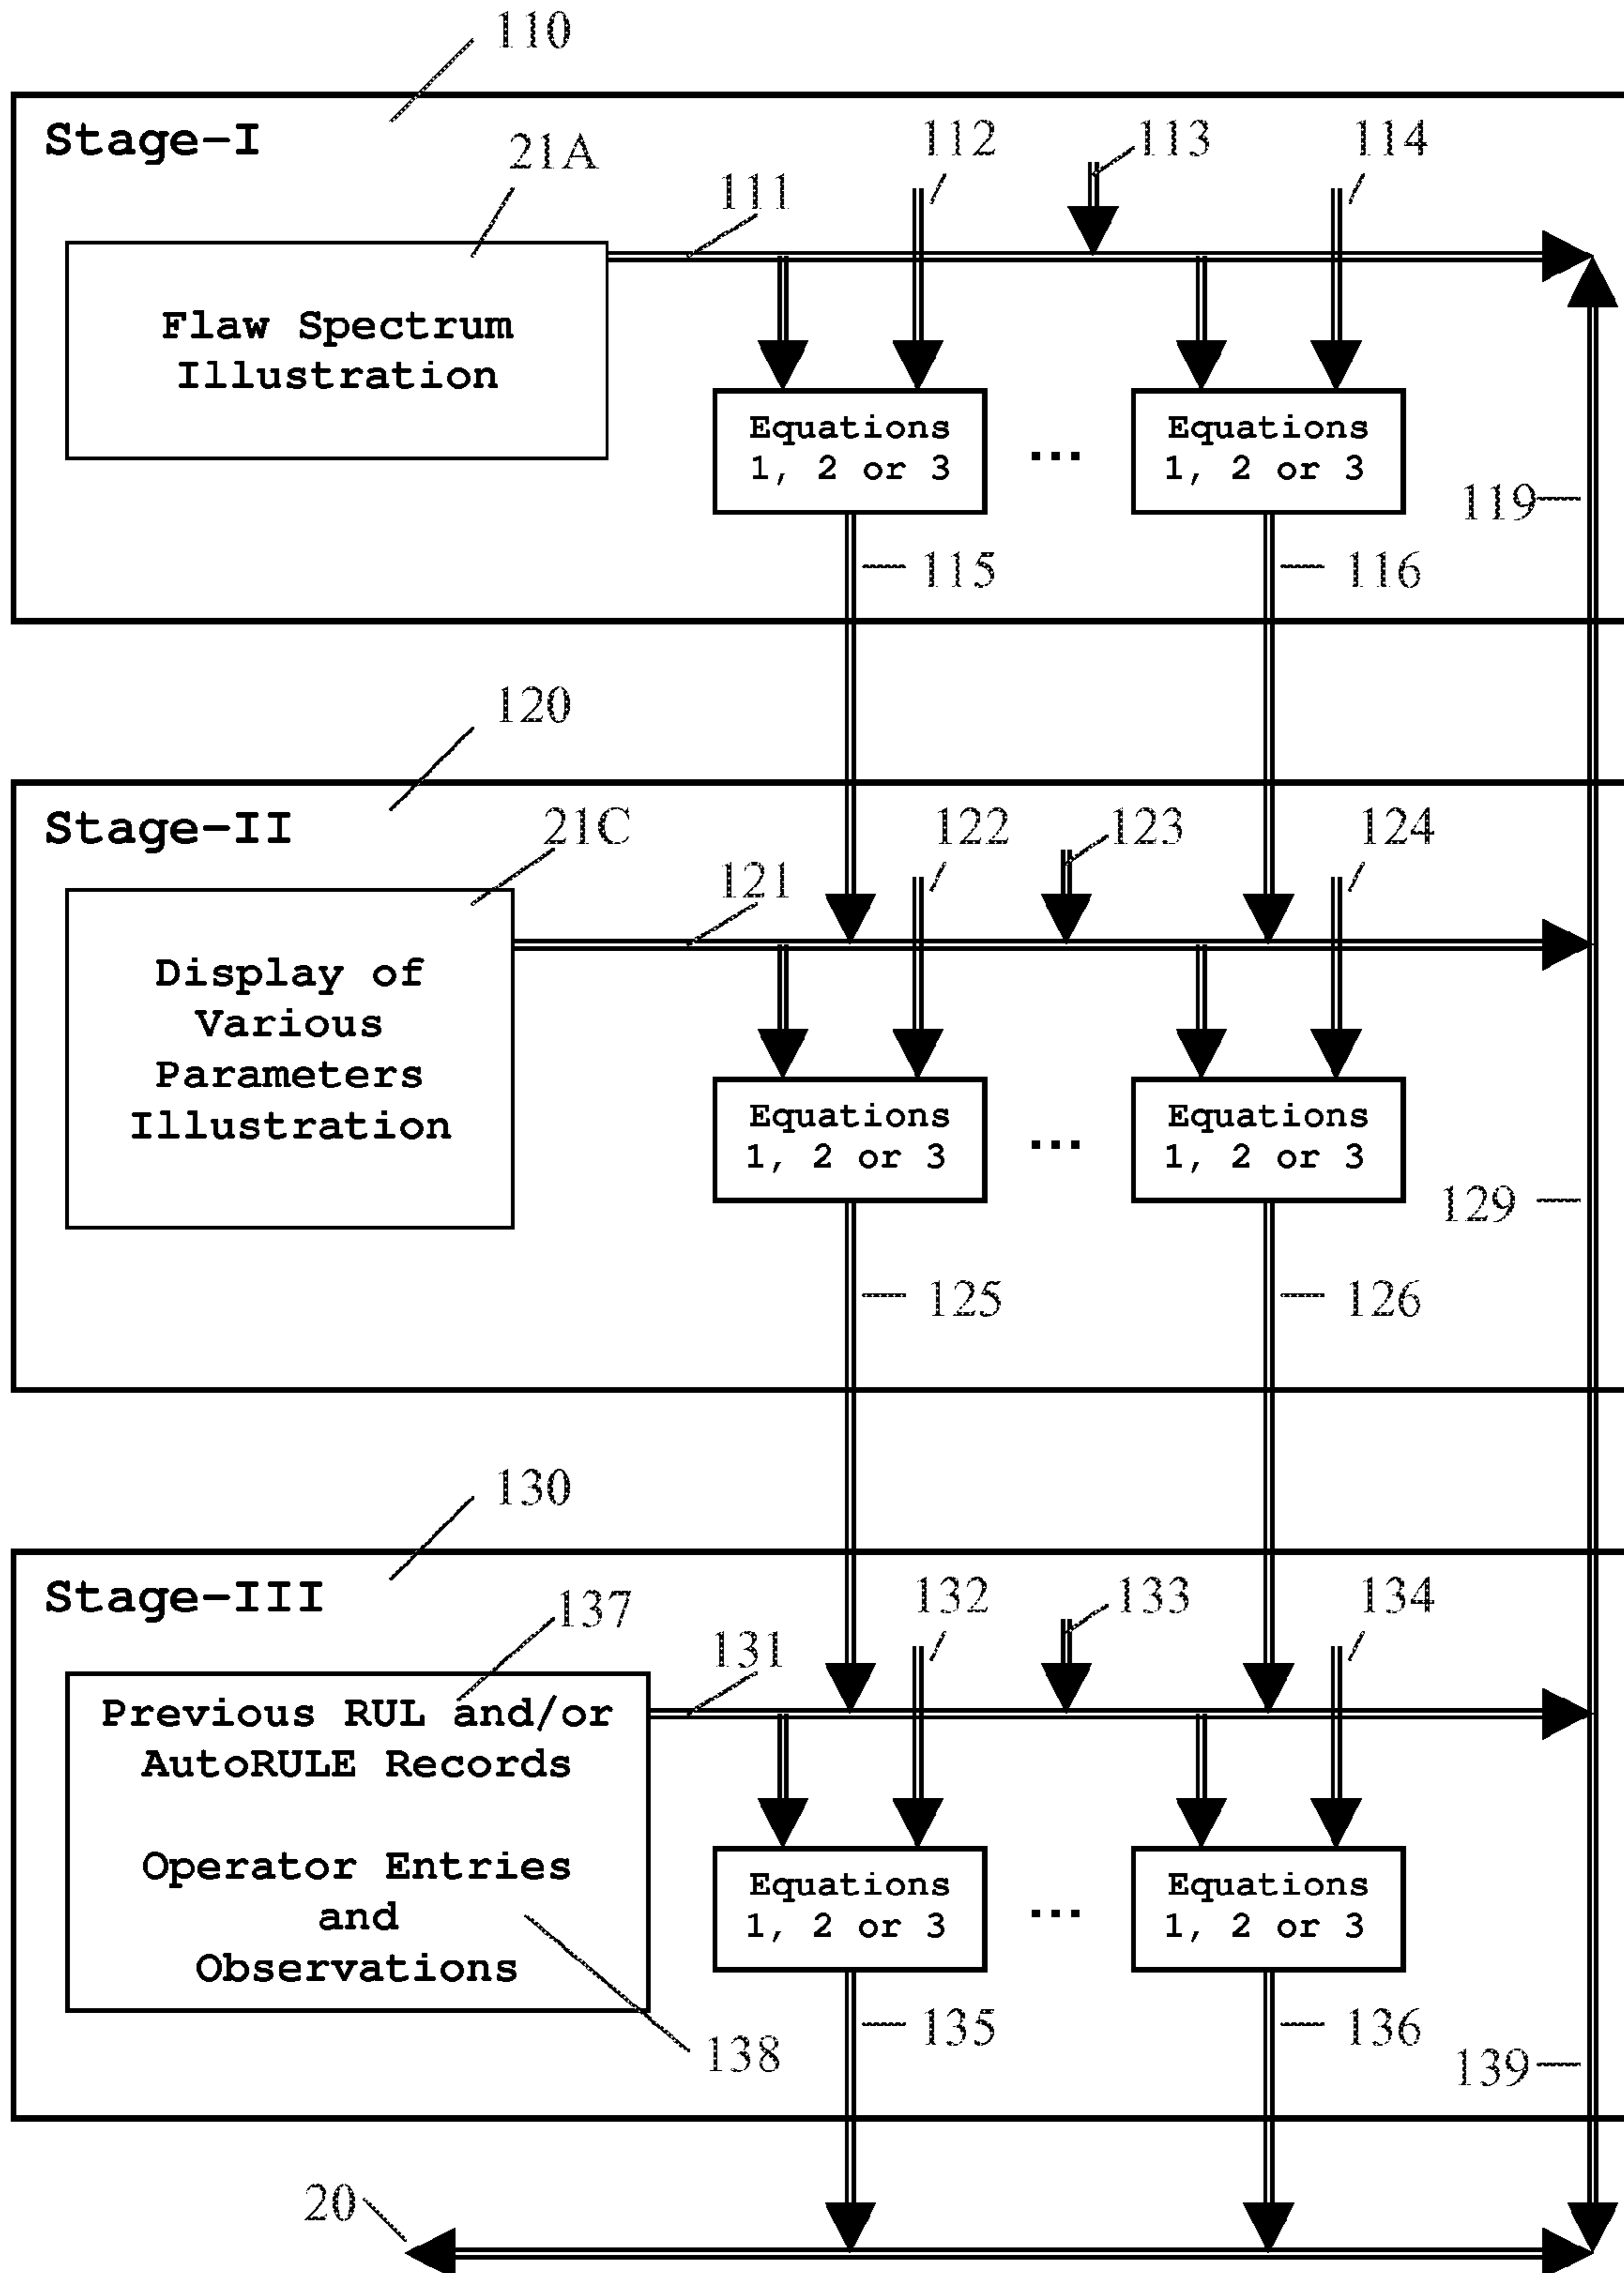 110
Stage-I
21A
111
112
113
114
Flaw Spectrum
Illustration
Equations
1, 2 or 3
...
Equations
1, 2 or 3
119
115
116
120
Stage-II
21C
121
122
123
124
Display of
Various
Parameters
Illustration
Equations
1, 2 or 3
...
Equations
1, 2 or 3
129
125
126
130
Stage-III
137
131
132
133
134
Previous RUL and/or
AutoRULE Records
Operator Entries
and
Observations
Equations
1, 2 or 3
...
Equations
1, 2 or 3
138
135
136
139
20